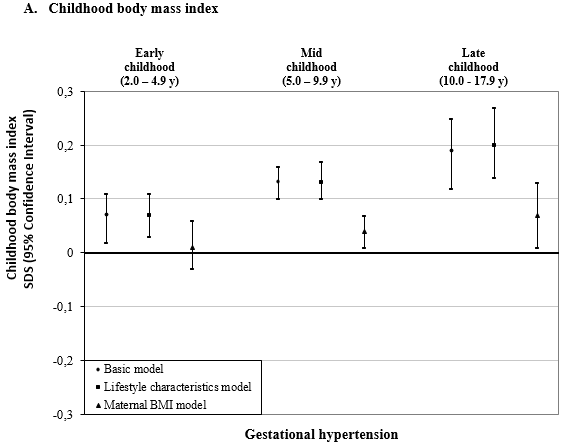 A. Childhood body mass index
Early
childhood
(2.0 – 4.9 y)
Mid
childhood
(5.0 – 9.9 y)
Late
childhood
(10.0 - 17.9 y)
Childhood body mass index
SDS (95% Confidence Interval)
0,3
0,2
0,1
0
-0,1
-0,2
-0,3
Basic model
Lifestyle characteristics model
Maternal BMI model
Gestational hypertension